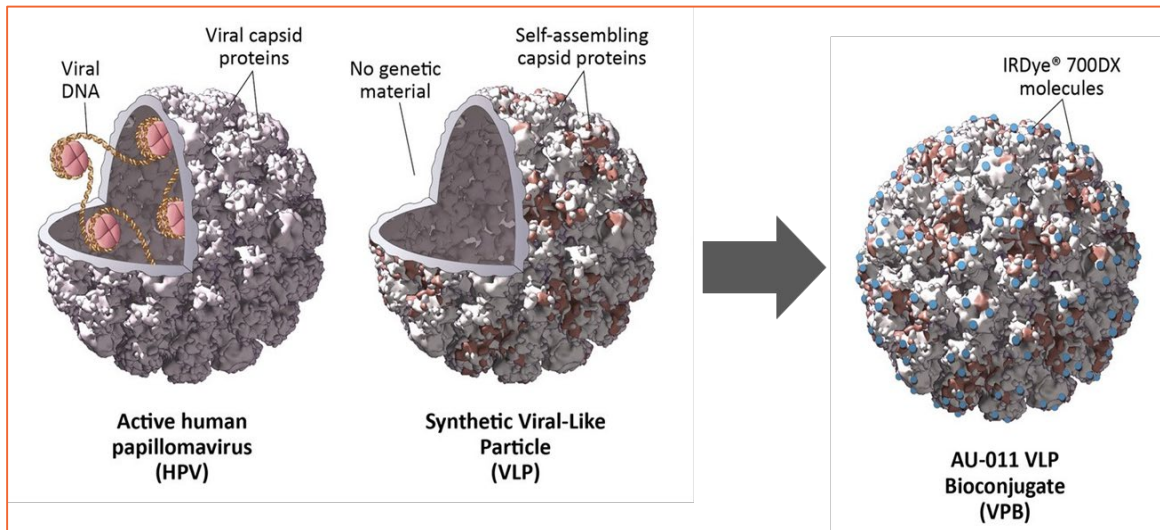 Viral
DNA
Viral capsid
proteins
No genetic
material
Self-assembling
capsid proteins
IRDye® 700DX
molecules
Active human
papillomavirus
(HPV)
Synthetic Viral-Like
Particle
(VLP)
AU-011 VLP
Bioconjugate
(VPB)